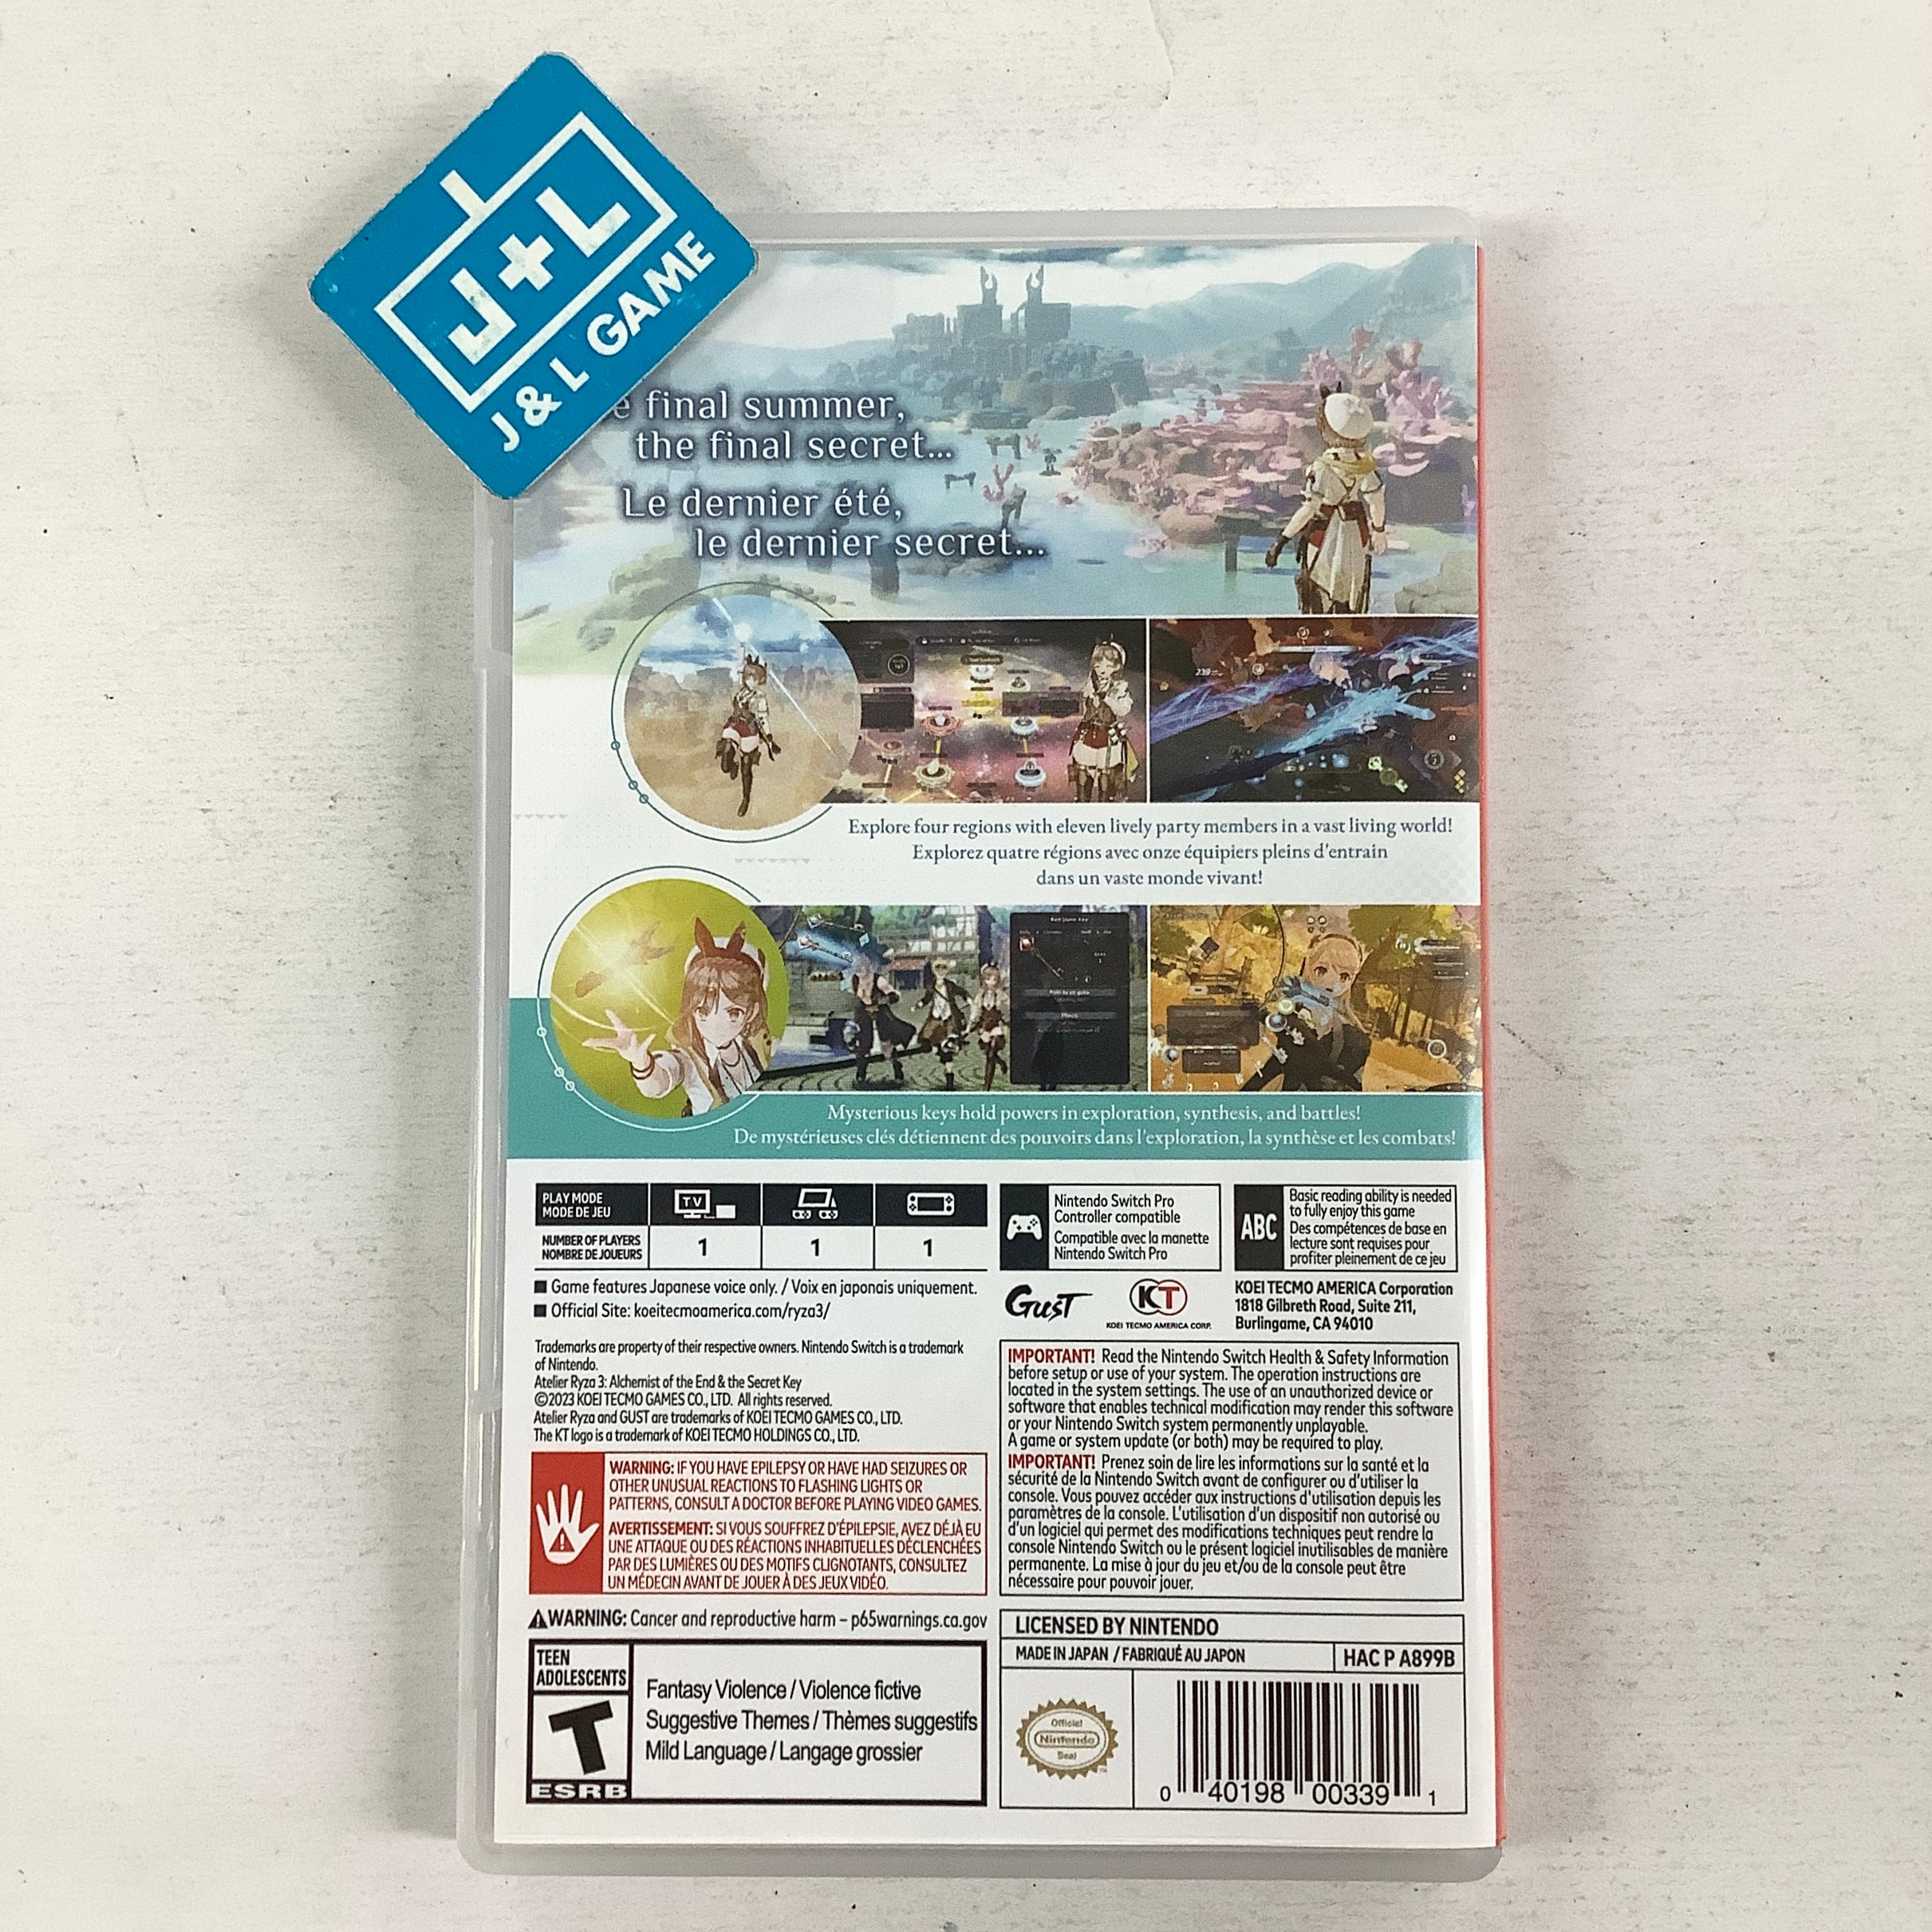 J+L
J & L GAME
final summer,
the final secret...
Le dernier été,
le dernier secret...
Explore four regions with eleven lively party members in a vast living world!
Explorez quatre régions avec onze équipiers pleins d'entrain
dans un vaste monde vivant!
Mysterious keys hold powers in exploration, synthesis, and battles!
De mystérieuses clés détiennent des pouvoirs dans l'exploration, la synthèse et les combats!
PLAY MODE
MODE DE JEU
TV
NUMBER OF PLAYERS
NOMBRE DE JOUEURS
1
1
1
Nintendo Switch Pro
Controller compatible
Compatible avec la manette
Nintendo Switch Pro
ABC
Basic reading ability is needed
to fully enjoy this game
Des compétences de base en
lecture sont requises pour
profiter pleinement de ce jeu
■ Game features Japanese voice only. / Voix en japonais uniquement.
■ Official Site: koeitecmoamerica.com/ryza3/
GUST
KT
KOEI TECMO AMERICA CORP.
KOEI TECMO AMERICA Corporation
1818 Gilbreth Road, Suite 211,
Burlingame, CA 94010
Trademarks are property of their respective owners. Nintendo Switch is a trademark
of Nintendo.
Atelier Ryza 3: Alchemist of the End & the Secret Key
©2023 KOEI TECMO GAMES CO., LTD. All rights reserved.
Atelier Ryza and GUST are trademarks of KOEI TECMO GAMES CO., LTD.
The KT logo is a trademark of KOEI TECMO HOLDINGS CO., LTD.
IMPORTANT! Read the Nintendo Switch Health & Safety Information
before setup or use of your system. The operation instructions are
located in the system settings. The use of an unauthorized device or
software that enables technical modification may render this software
or your Nintendo Switch system permanently unplayable.
A game or system update (or both) may be required to play.
IMPORTANT! Prenez soin de lire les informations sur la santé et la
sécurité de la Nintendo Switch avant de configurer ou d'utiliser la
console. Vous pouvez accéder aux instructions d'utilisation depuis les
paramètres de la console. L'utilisation d'un dispositif non autorisé ou
d'un logiciel qui permet des modifications techniques peut rendre la
console Nintendo Switch ou le présent logiciel inutilisables de manière
permanente. La mise à jour du jeu et/ou de la console peut être
nécessaire pour pouvoir jouer.
WARNING: IF YOU HAVE EPILEPSY OR HAVE HAD SEIZURES OR
OTHER UNUSUAL REACTIONS TO FLASHING LIGHTS OR
PATTERNS, CONSULT A DOCTOR BEFORE PLAYING VIDEO GAMES.
AVERTISSEMENT: SI VOUS SOUFFREZ D'ÉPILEPSIE, AVEZ DÉJÀ EU
UNE ATTAQUE OU DES RÉACTIONS INHABITUELLES DÉCLENCHÉES
PAR DES LUMIÈRES OU DES MOTIFS CLIGNOTANTS, CONSULTEZ
UN MÉDECIN AVANT DE JOUER À DES JEUX VIDÉO.
WARNING: Cancer and reproductive harm – p65warnings.ca.gov
TEEN
ADOLESCENTS
T
ESRB
Fantasy Violence / Violence fictive
Suggestive Themes / Thèmes suggestifs
Mild Language / Langage grossier
LICENSED BY NINTENDO
MADE IN JAPAN / FABRIQUÉ AU JAPON
HAC P A899B
Official
Nintendo
Seal
0 40198 00339 1